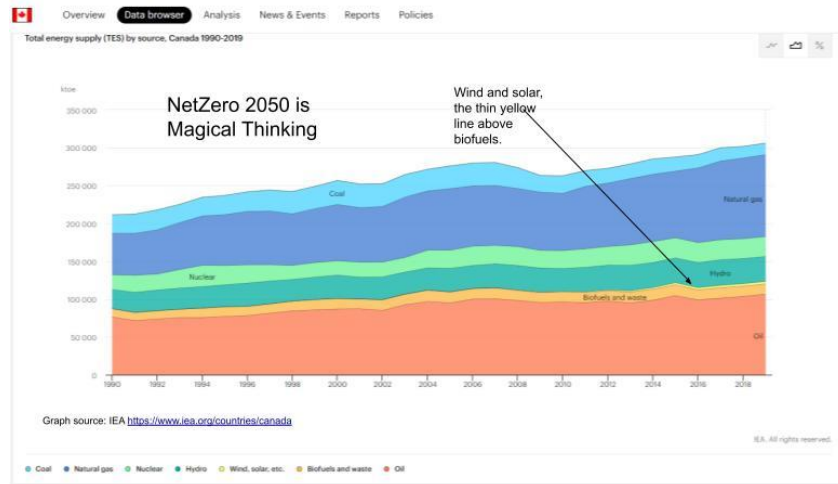 Overview Data browser Analysis News & Events Reports Policies
Total energy supply (TES) by source, Canada 1990-2019
%
ktoe
NetZero 2050 is
Magical Thinking
Wind and solar,
the thin yellow
line above
biofuels.
350 000
300 000
250 000
200 000
150 000
100 000
50 000
0
Coal
Natural gas
Nuclear
Hydro
Biofuels and waste
Oil
1990 1992 1994 1996 1998 2000 2002 2004 2006 2008 2010 2012 2014 2016 2018
Graph source: IEA https://www.iea.org/countries/canada
IEA. All rights reserved.
Coal Natural gas Nuclear Hydro Wind, solar, etc. Biofuels and waste Oil